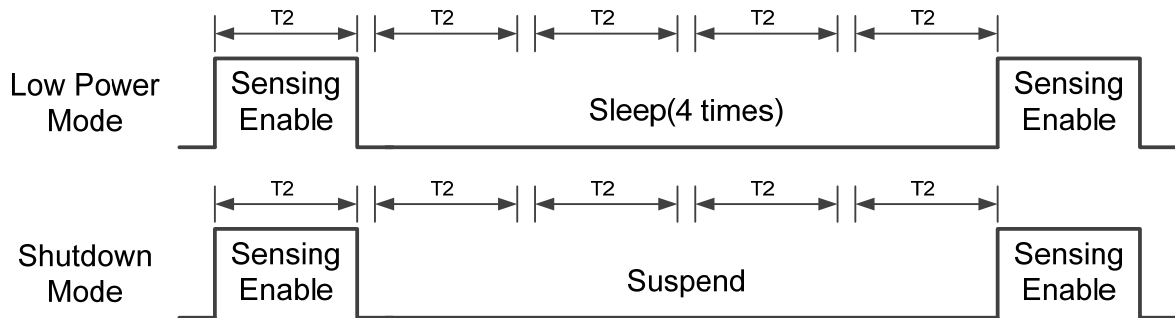 T2 T2 T2 T2 T2
Low Power
Mode
Sensing
Enable
Sleep(4 times)
Sensing
Enable
T2 T2 T2 T2 T2
Shutdown
Mode
Sensing
Enable
Suspend
Sensing
Enable